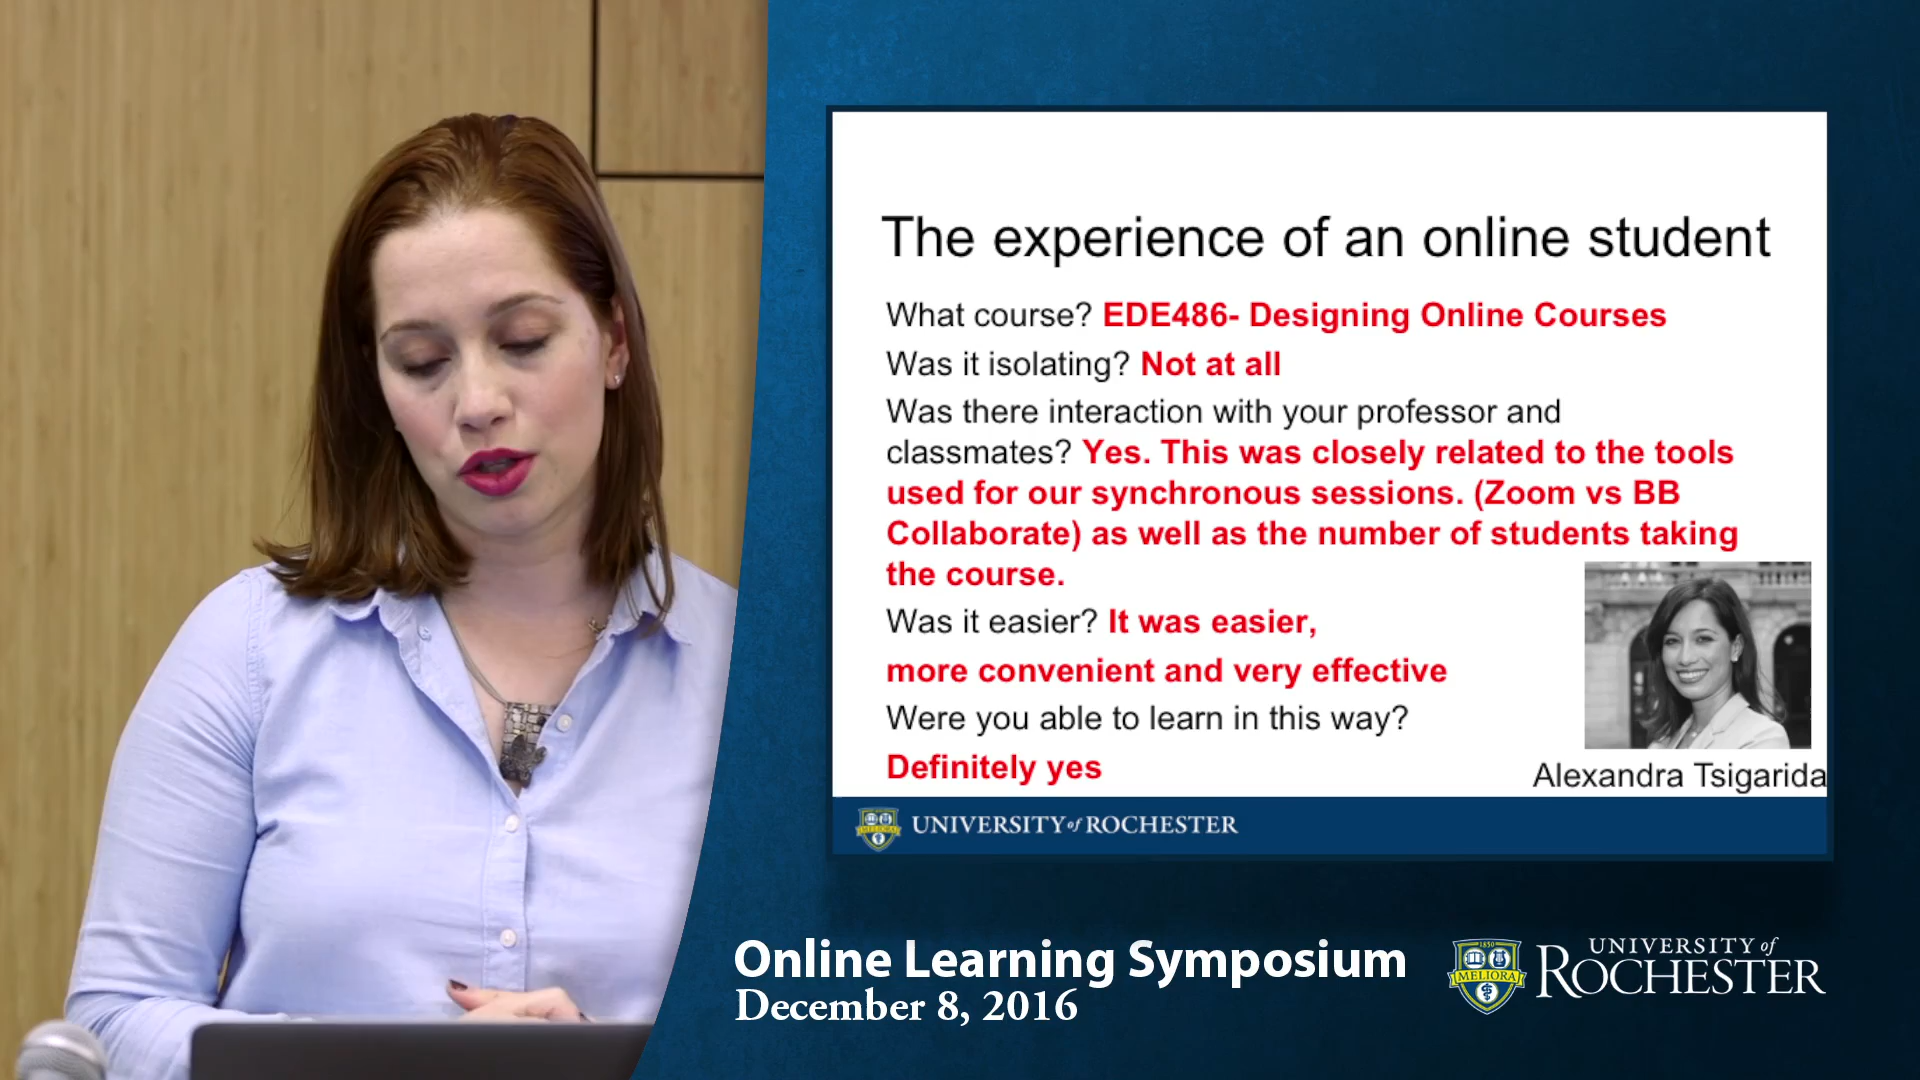 The experience of an online student
What course? EDE486- Designing Online Courses
Was it isolating? Not at all
Was there interaction with your professor and
classmates? Yes. This was closely related to the tools
used for our synchronous sessions. (Zoom vs BB
Collaborate) as well as the number of students taking
the course.
Was it easier? It was easier,
more convenient and very effective
Were you able to learn in this way?
Definitely yes
Alexandra Tsigarida
MELIORA
UNIVERSITY of ROCHESTER
Online Learning Symposium
December 8, 2016
1850
MELIORA
UNIVERSITY of
ROCHESTER